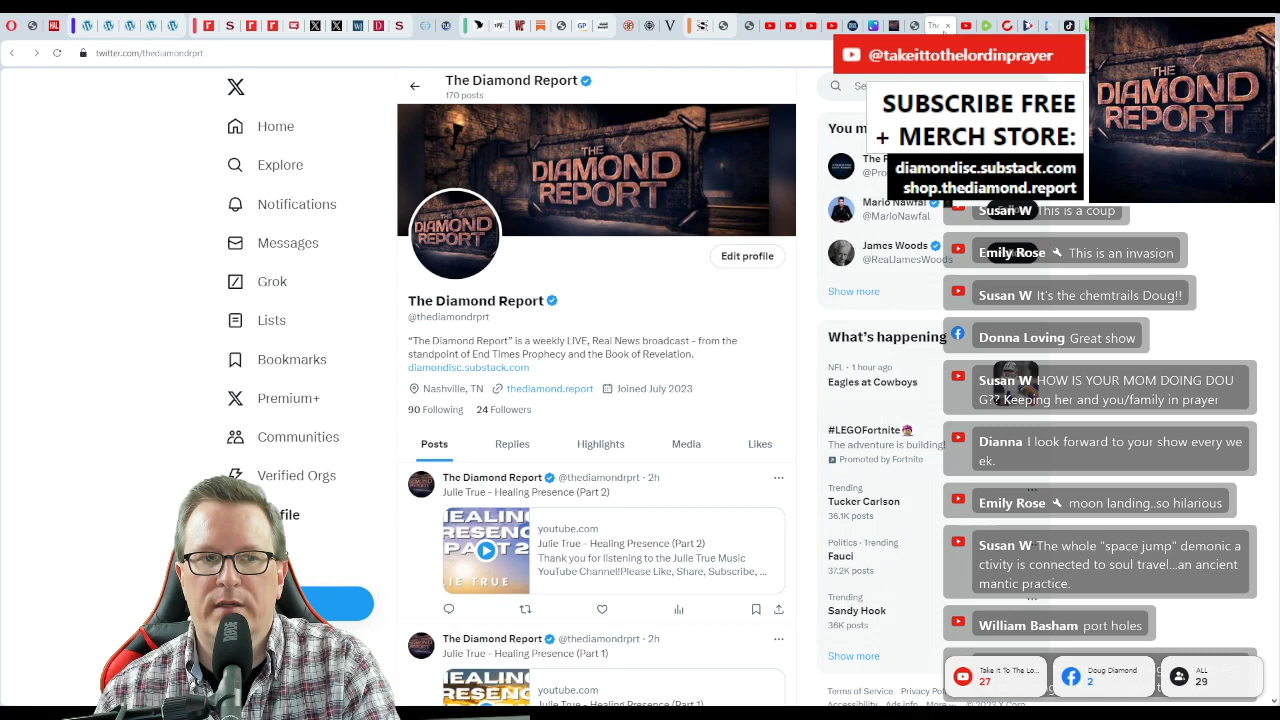 twitter.com/thediamondrprt
@takeittothelordinprayer
SUBSCRIBE FREE
+ MERCH STORE:
diamondisc.substack.com
shop.thediamond.report
THE
DIAMOND
REPORT
Home
Explore
Notifications
Messages
Grok
Lists
Bookmarks
Premium+
Communities
Verified Orgs
The Diamond Report
170 posts
THE
DIAMOND
REPORT
THE
DIAMOND
REPORT
Edit profile
The Diamond Report
@thediamondrprt
“The Diamond Report” is a weekly LIVE, Real News broadcast - from the
standpoint of End Times Prophecy and the Book of Revelation.
diamondisc.substack.com
Nashville, TN thediamond.report Joined July 2023
90 Following 24 Followers
Posts Replies Highlights Media Likes
The Diamond Report @thediamondrprt · 2h
Julie True - Healing Presence (Part 2)
youtube.com
Julie True - Healing Presence (Part 2)
Thank you for listening to the Julie True Music
YouTube Channel!Please Like, Share, Subscribe, ...
The Diamond Report @thediamondrprt · 2h
Julie True - Healing Presence (Part 1)
youtube.com
You m
Mario Nawfal
@MarioNawfal
James Woods
@RealJamesWoods
Show more
What’s happening
NFL · 1 hour ago
Eagles at Cowboys
#LEGOFortnite
The adventure is building!
Promoted by Fortnite
Trending
Tucker Carlson
36.1K posts
Politics · Trending
Fauci
37.2K posts
Trending
Sandy Hook
36K posts
Show more
Terms of Service Privacy
Susan W This is a coup
Emily Rose This is an invasion
Susan W It's the chemtrails Doug!!
Donna Loving Great show
Susan W HOW IS YOUR MOM DOING DOU
G?? Keeping her and you/family in prayer
Dianna I look forward to your show every we
ek.
Emily Rose moon landing..so hilarious
Susan W The whole "space jump" demonic a
ctivity is connected to soul travel...an ancient
mantic practice.
William Basham port holes
Take It To The Lo...
27
Doug Diamond
2
ALL
29